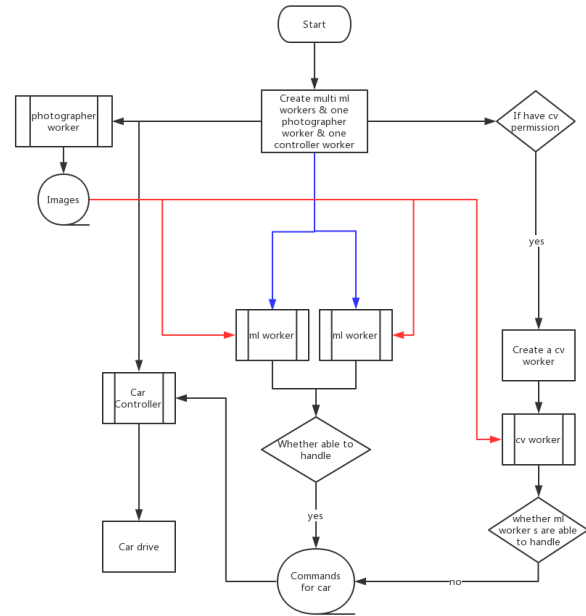 Start
Create multi ml
workers & one
photographer
worker & one
controller worker
photographer
worker
If have cv
permission
Images
yes
ml worker
ml worker
Create a cv
worker
Car
Controller
Whether able to
handle
cv worker
yes
whether ml
worker s are able
to handle
Car drive
Commands
for car
no